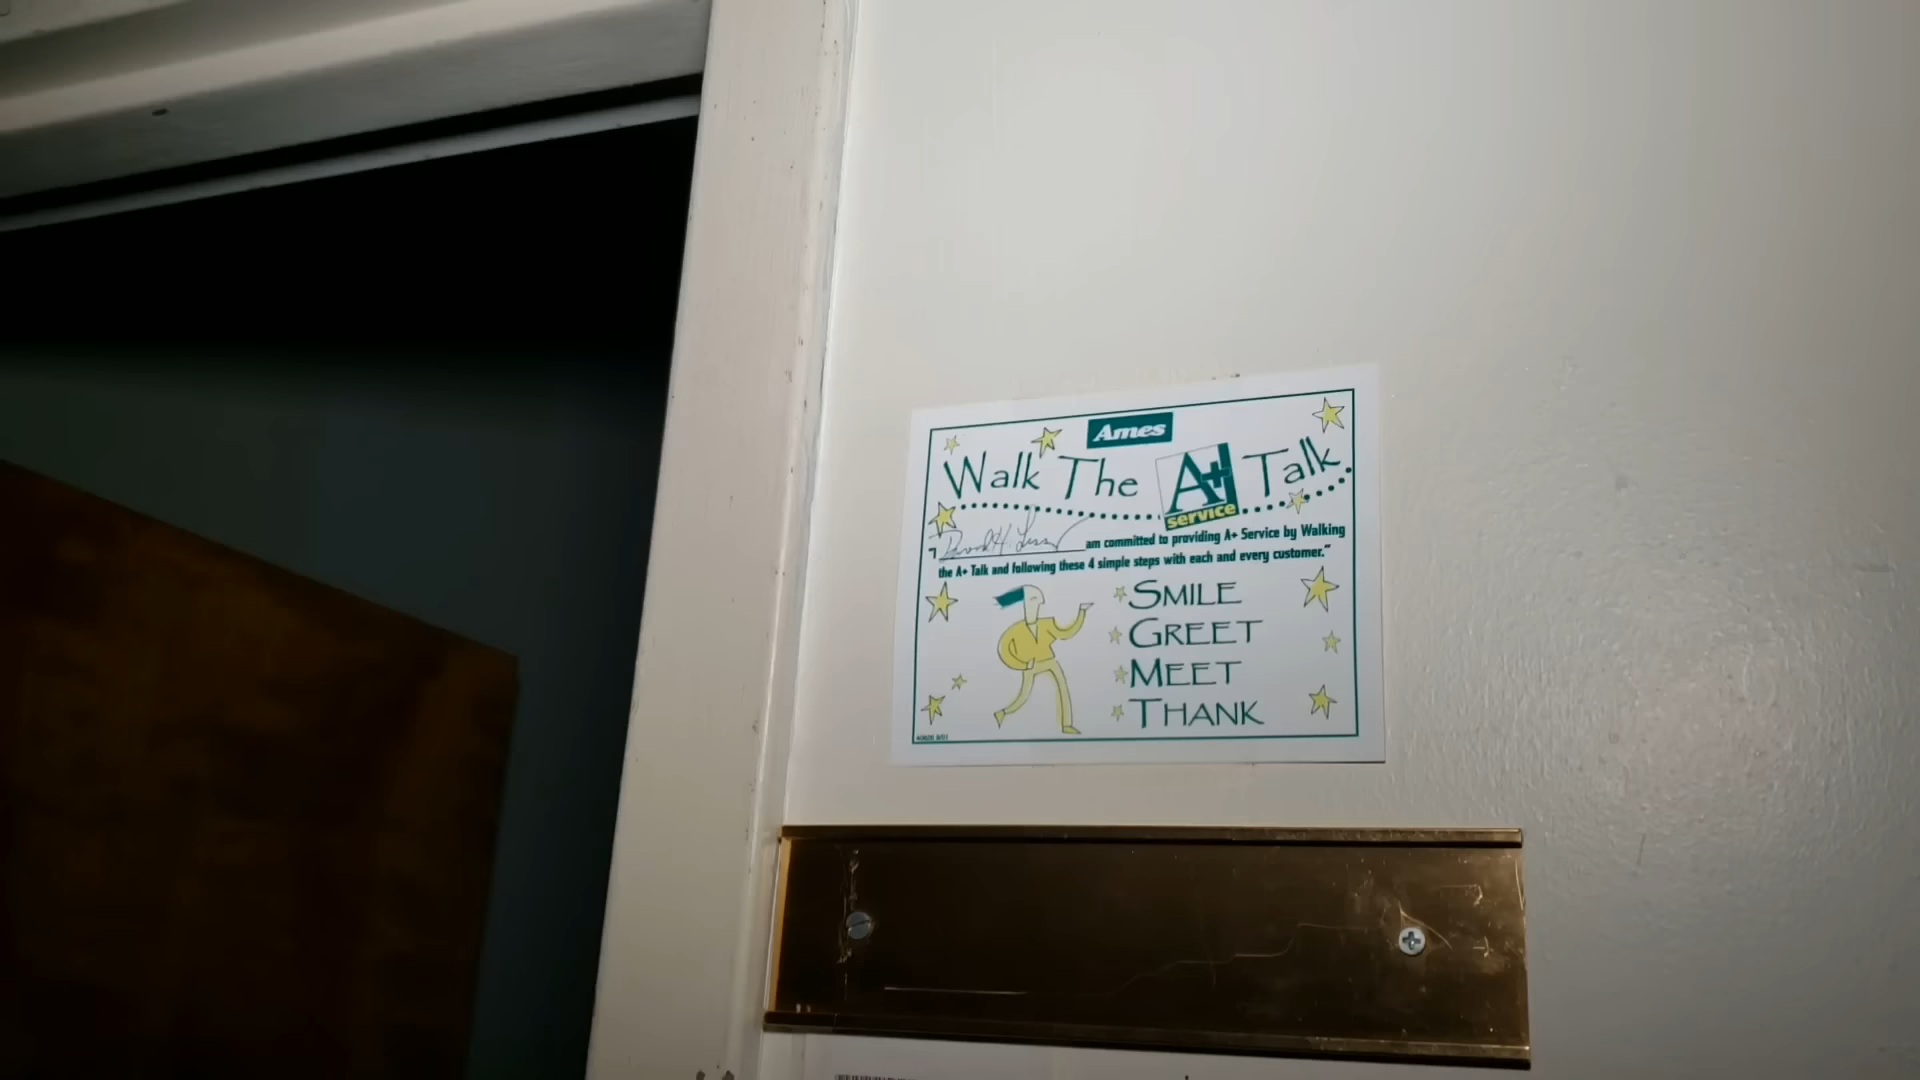 Ames
Walk The A+ Talk
service
"I David H. am committed to providing A+ Service by Walking
the A+ Talk and following these 4 simple steps with each and every customer."
SMILE
GREET
MEET
THANK